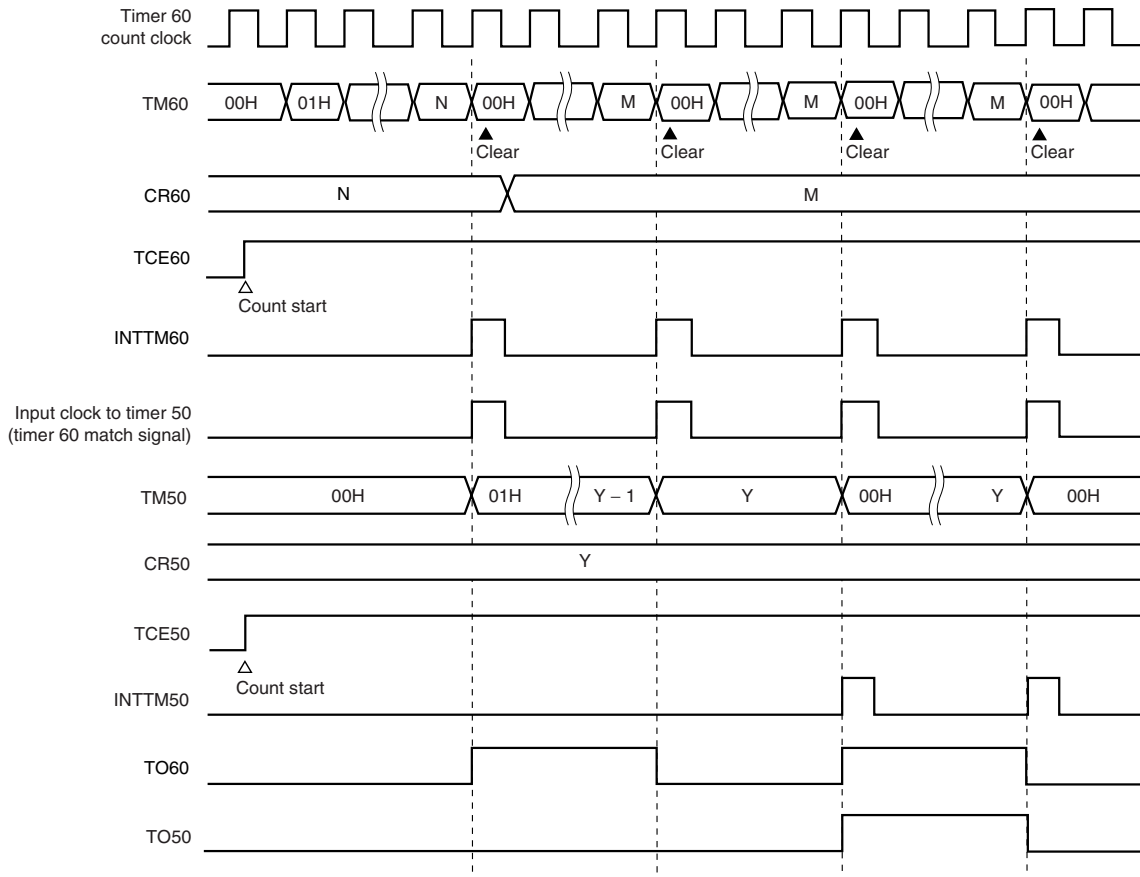 Timer 60
count clock
TM60 00H 01H N 00H M 00H M 00H M 00H
Clear Clear Clear Clear
CR60 N M
TCE60
Count start
INTTM60
Input clock to timer 50
(timer 60 match signal)
TM50 00H 01H Y – 1 Y 00H Y 00H
CR50 Y
TCE50
Count start
INTTM50
TO60
TO50